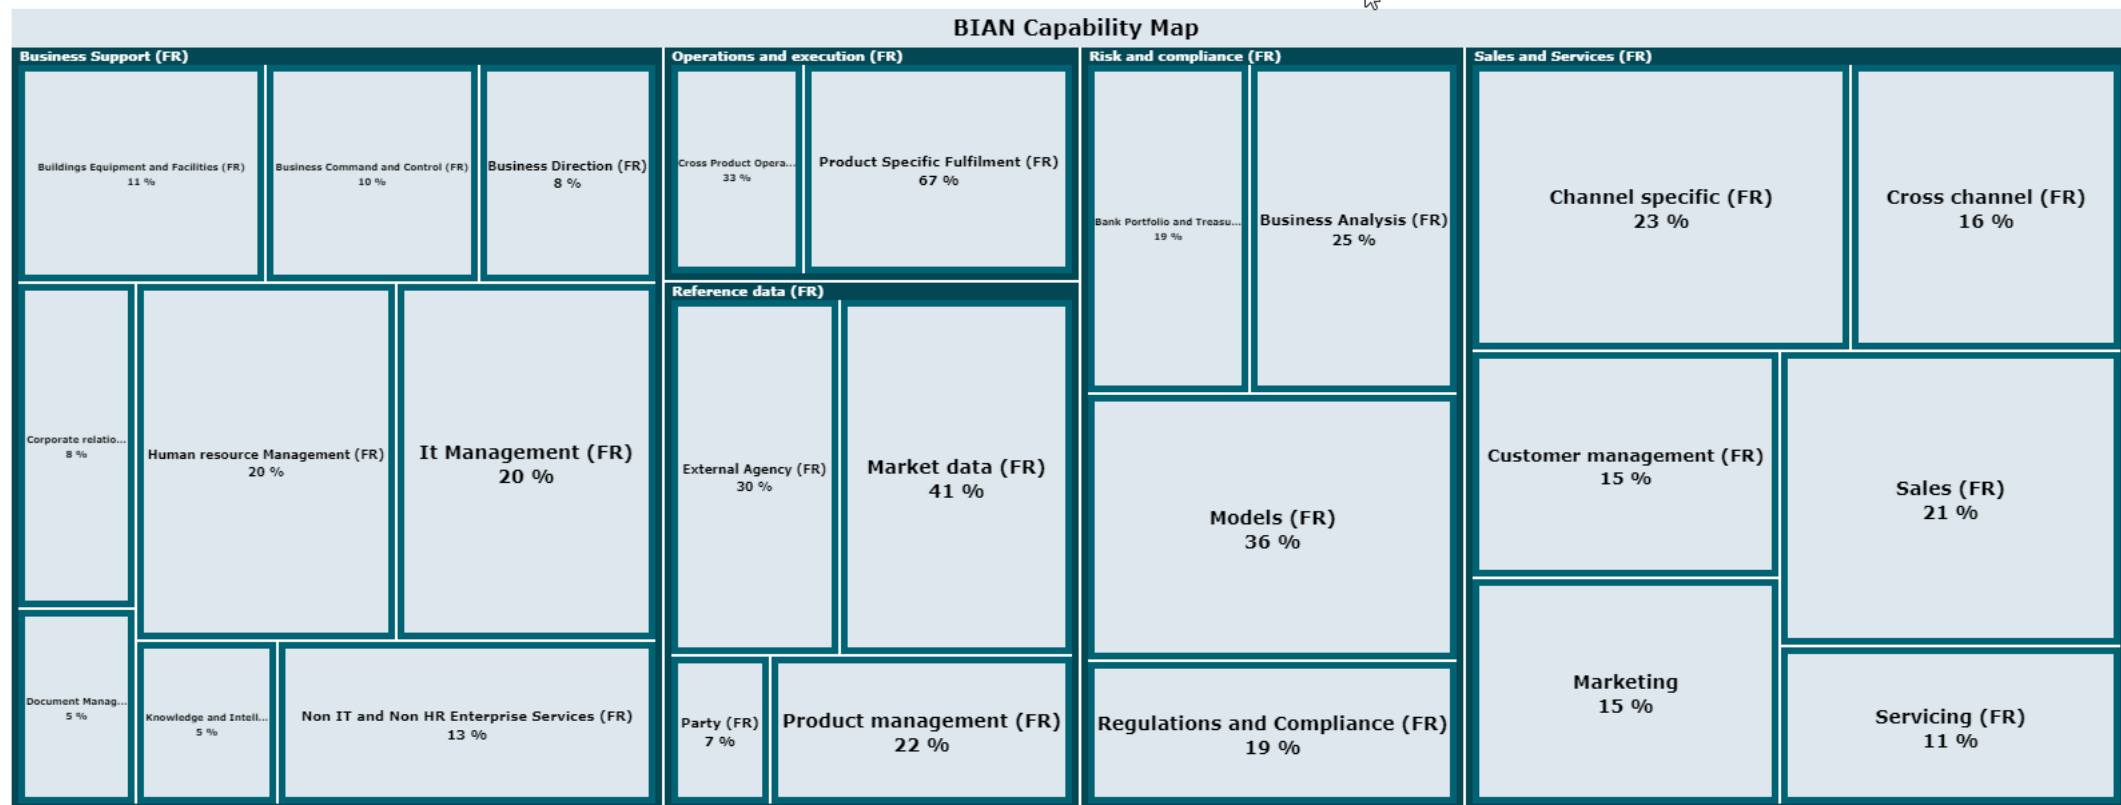 BIAN Capability Map
Business Support (FR)
Buildings Equipment and Facilities (FR)
11 %
Business Command and Control (FR)
10 %
Business Direction (FR)
8 %
Corporate relatio...
8 %
Human resource Management (FR)
20 %
It Management (FR)
20 %
Document Manag...
5 %
Knowledge and Intell...
5 %
Non IT and Non HR Enterprise Services (FR)
13 %
Operations and execution (FR)
Cross Product Opera...
33 %
Product Specific Fulfilment (FR)
67 %
Reference data (FR)
External Agency (FR)
30 %
Market data (FR)
41 %
Party (FR)
7 %
Product management (FR)
22 %
Risk and compliance (FR)
Bank Portfolio and Treasu...
19 %
Business Analysis (FR)
25 %
Models (FR)
36 %
Regulations and Compliance (FR)
19 %
Sales and Services (FR)
Channel specific (FR)
23 %
Cross channel (FR)
16 %
Customer management (FR)
15 %
Sales (FR)
21 %
Marketing
15 %
Servicing (FR)
11 %